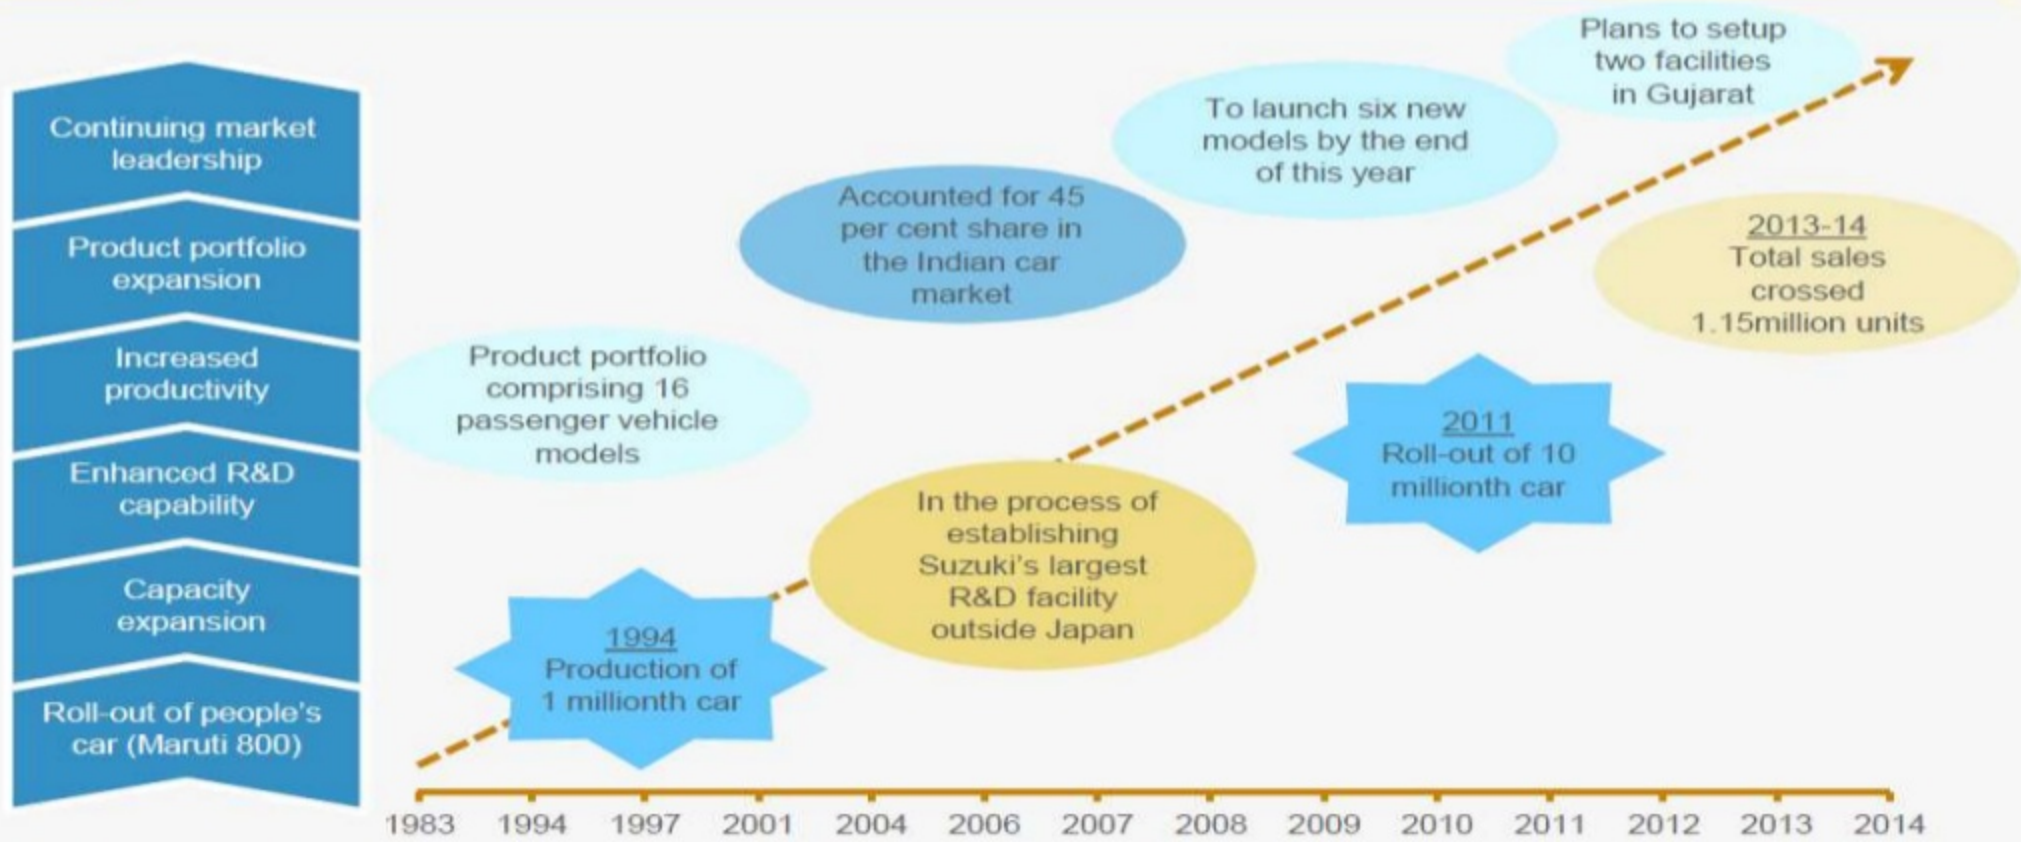 Continuing market
leadership
Product portfolio
expansion
Increased
productivity
Enhanced R&D
capability
Capacity
expansion
Roll-out of people's
car (Maruti 800)
Product portfolio
comprising 16
passenger vehicle
models
Accounted for 45
per cent share in
the Indian car
market
To launch six new
models by the end
of this year
Plans to setup
two facilities
in Gujarat
1994
Production of
1 millionth car
In the process of
establishing
Suzuki's largest
R&D facility
outside Japan
2011
Roll-out of 10
millionth car
2013-14
Total sales
crossed
1.15million units
1983 1994 1997 2001 2004 2006 2007 2008 2009 2010 2011 2012 2013 2014